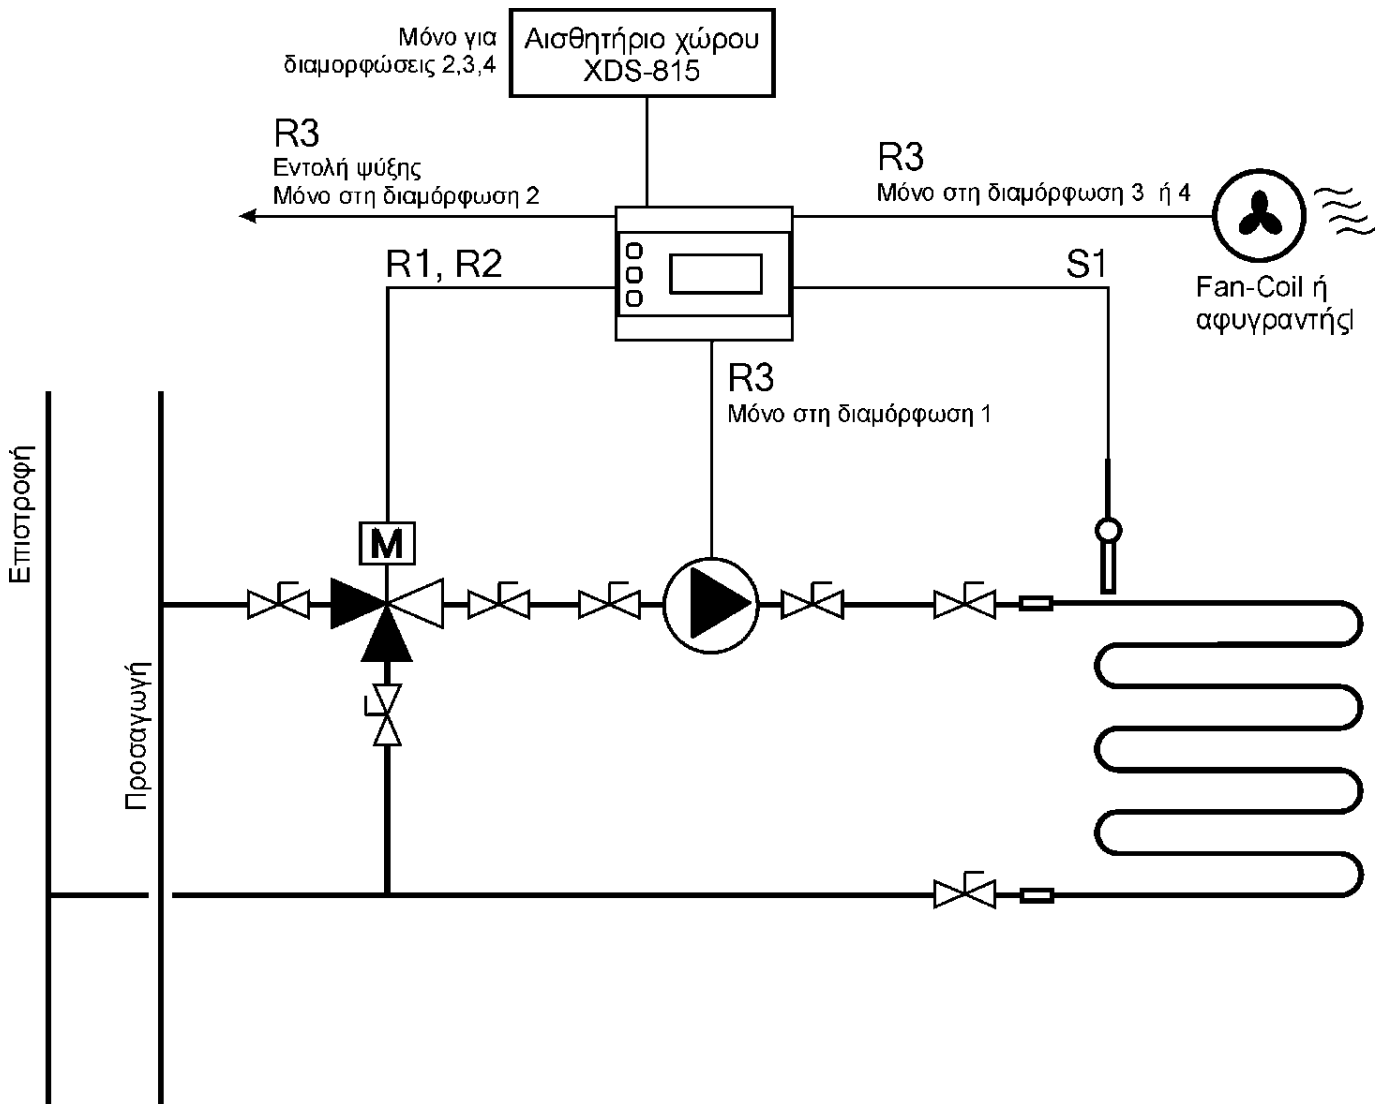 Μόνο για
διαμορφώσεις 2,3,4
Αισθητήριο χώρου
XDS-815
R3
Εντολή ψύξης
Μόνο στη διαμόρφωση 2
R3
Μόνο στη διαμόρφωση 3 ή 4
R1, R2
S1
Fan-Coil ή
αφυγραντής
R3
Μόνο στη διαμόρφωση 1
Επιστροφή
M
Προσαγωγή